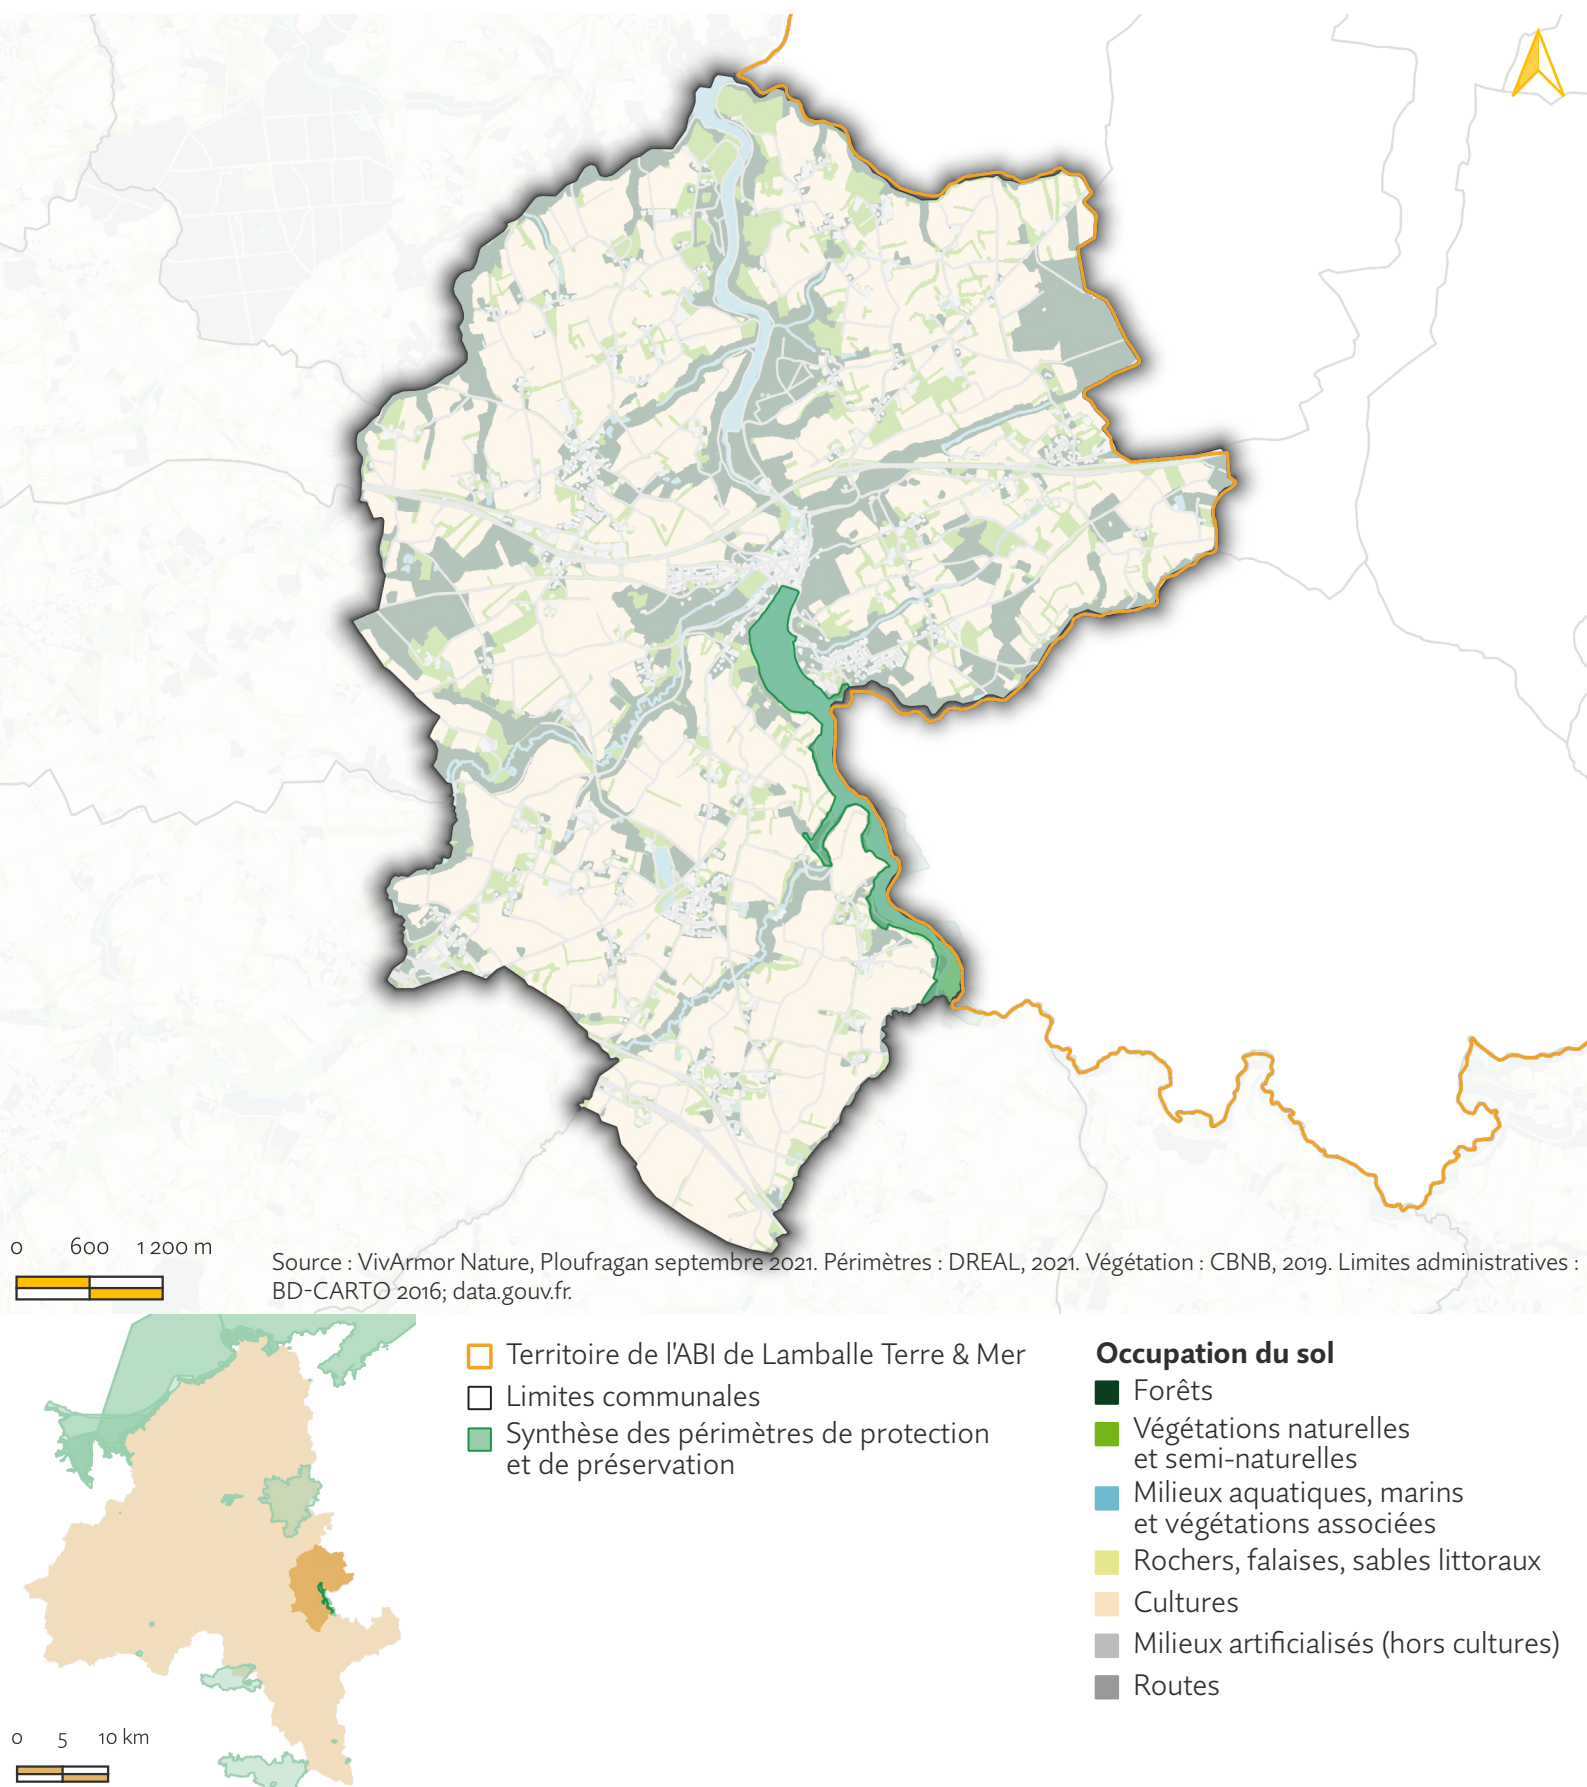 0 600 1 200 m
Source : VivArmor Nature, Ploufragan septembre 2021. Périmètres : DREAL, 2021. Végétation : CBNB, 2019. Limites administratives :
BD-CARTO 2016; data.gouv.fr.
Territoire de l'ABI de Lamballe Terre & Mer
Limites communales
Synthèse des périmètres de protection
et de préservation
Occupation du sol
Forêts
Végétations naturelles
et semi-naturelles
Milieux aquatiques, marins
et végétations associées
Rochers, falaises, sables littoraux
Cultures
Milieux artificialisés (hors cultures)
Routes
0 5 10 km